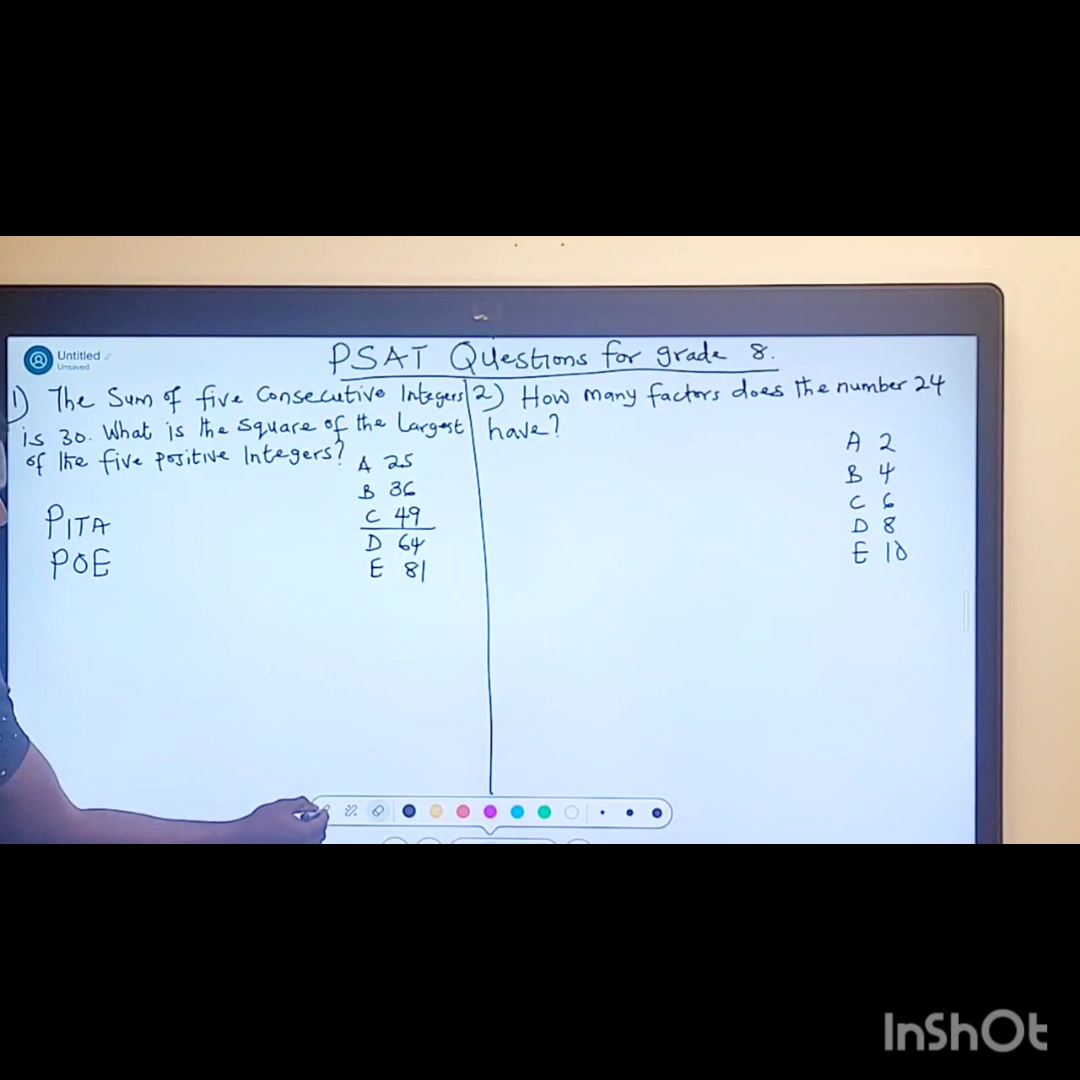 Untitled
Unsaved
PSAT Questions for grade 8.
1) The Sum of five Consecutive Integers
is 30. What is the square of the largest
of the five positive Integers?
A 25
B 36
C 49
D 64
E 81
PITA
POE
2) How many factors does the number 24
have?
A 2
B 4
C 6
D 8
E 10
InShOt